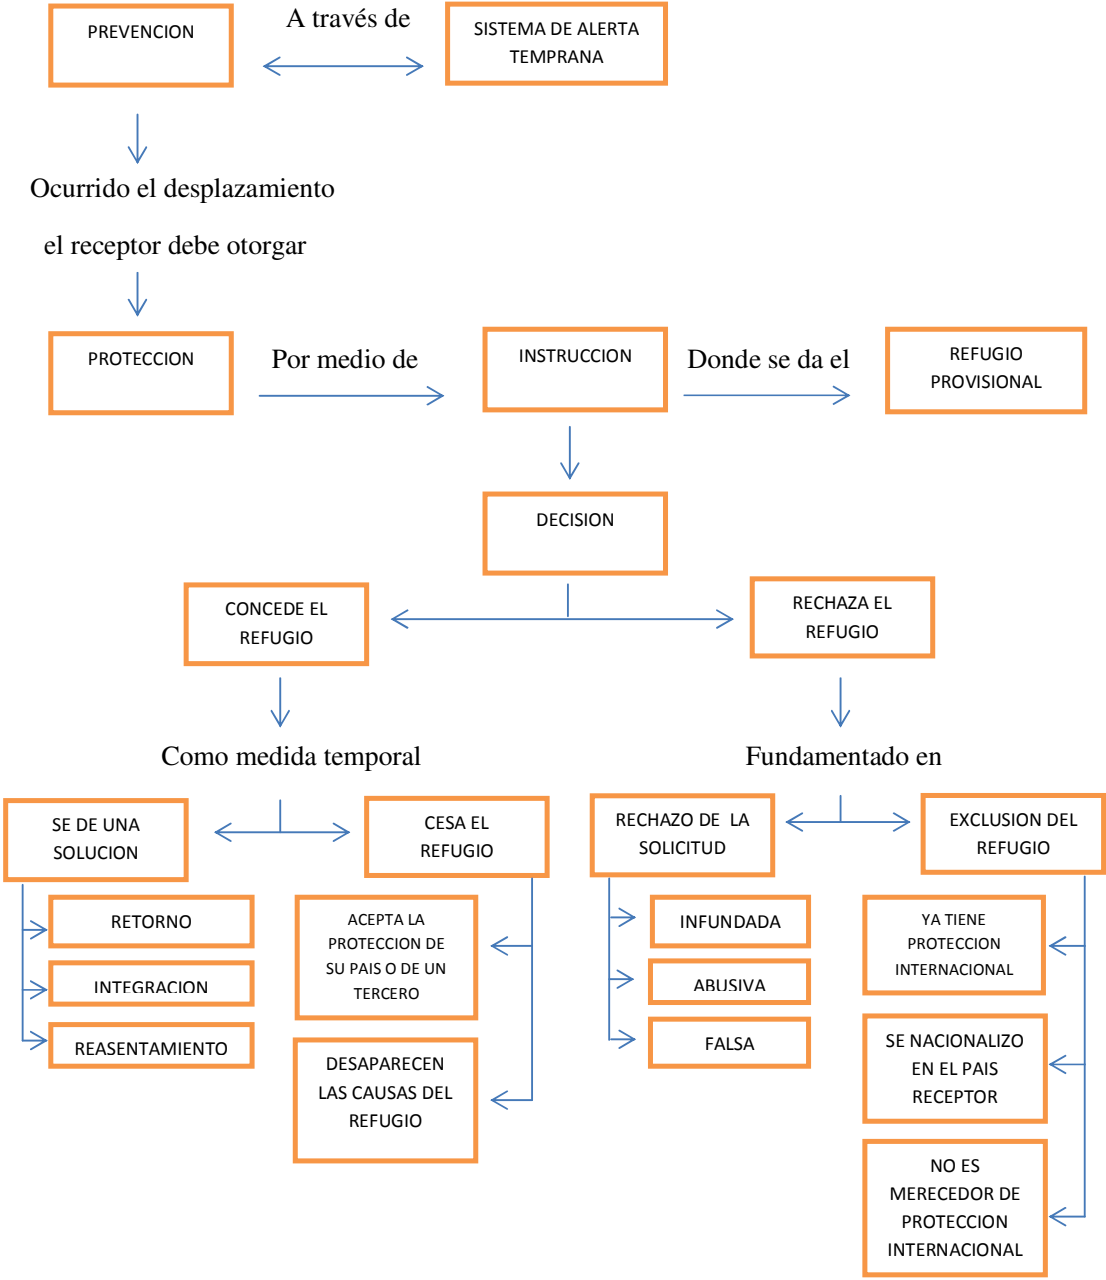 PREVENCION
A través de
SISTEMA DE ALERTA
TEMPRANA
Ocurrido el desplazamiento
el receptor debe otorgar
PROTECCION
Por medio de
INSTRUCCION
Donde se da el
REFUGIO
PROVISIONAL
DECISION
CONCEDE EL
REFUGIO
RECHAZA EL
REFUGIO
Como medida temporal
Fundamentado en
SE DE UNA
SOLUCION
CESA EL
REFUGIO
RECHAZO DE LA
SOLICITUD
EXCLUSION DEL
REFUGIO
RETORNO
INTEGRACION
REASENTAMIENTO
ACEPTA LA
PROTECCION DE
SU PAIS O DE UN
TERCERO
DESAPARECEN
LAS CAUSAS DEL
REFUGIO
INFUNDADA
ABUSIVA
FALSA
YA TIENE
PROTECCION
INTERNACIONAL
SE NACIONALIZO
EN EL PAIS
RECEPTOR
NO ES
MERECEDOR DE
PROTECCION
INTERNACIONAL